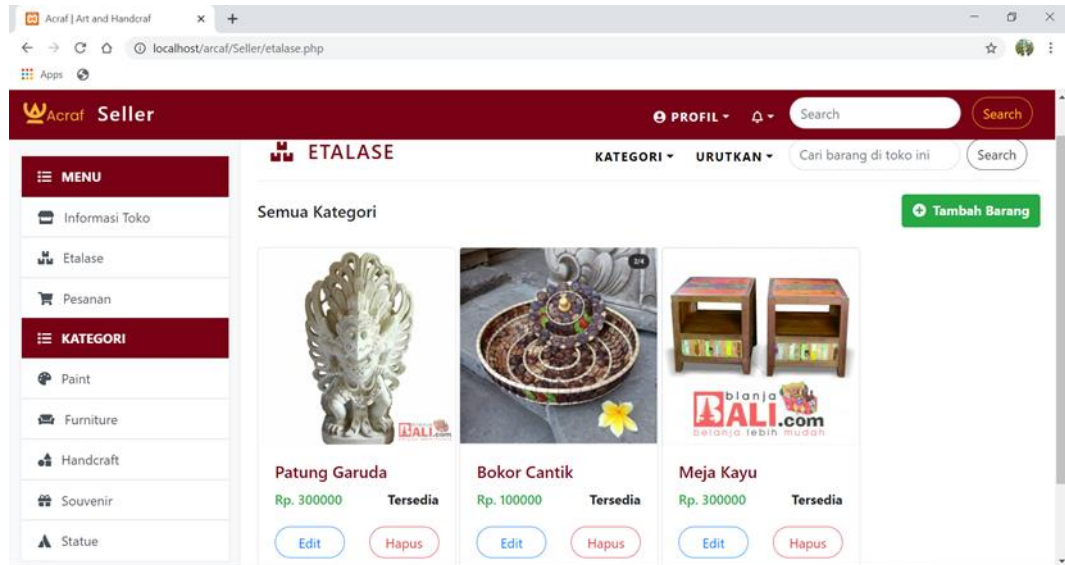 Acraf | Art and Handcraf
localhost/arcaf/Seller/etalase.php
Apps
Acraf Seller
PROFIL
Search
Search
MENU
Informasi Toko
Etalase
Pesanan
KATEGORI
Paint
Furniture
Handcraft
Souvenir
Statue
ETALASE
KATEGORI
URUTKAN
Cari barang di toko ini
Search
Semua Kategori
Tambah Barang
BALI.com
2/4
blanja
BALI.com
belanja lebih mudah
Patung Garuda
Rp. 300000 Tersedia
Edit Hapus
Bokor Cantik
Rp. 100000 Tersedia
Edit Hapus
Meja Kayu
Rp. 300000 Tersedia
Edit Hapus